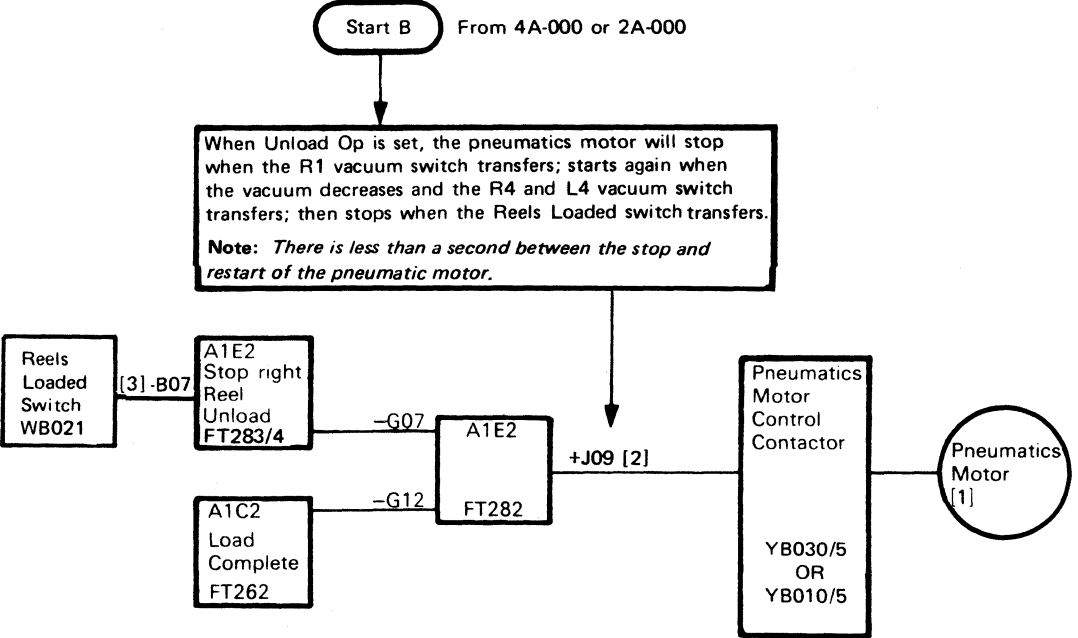 Start B
From 4A-000 or 2A-000
When Unload Op is set, the pneumatics motor will stop
when the R1 vacuum switch transfers; starts again when
the vacuum decreases and the R4 and L4 vacuum switch
transfers; then stops when the Reels Loaded switch transfers.
Note: There is less than a second between the stop and
restart of the pneumatic motor.
Reels
Loaded
Switch
WB021
[3] -B07
A1E2
Stop right
Reel
Unload
FT283/4
−G07
A1C2
Load
Complete
FT262
−G12
A1E2
FT282
+J09 [2]
Pneumatics
Motor
Control
Contactor
YB030/5
OR
YB010/5
Pneumatics
Motor
[1]